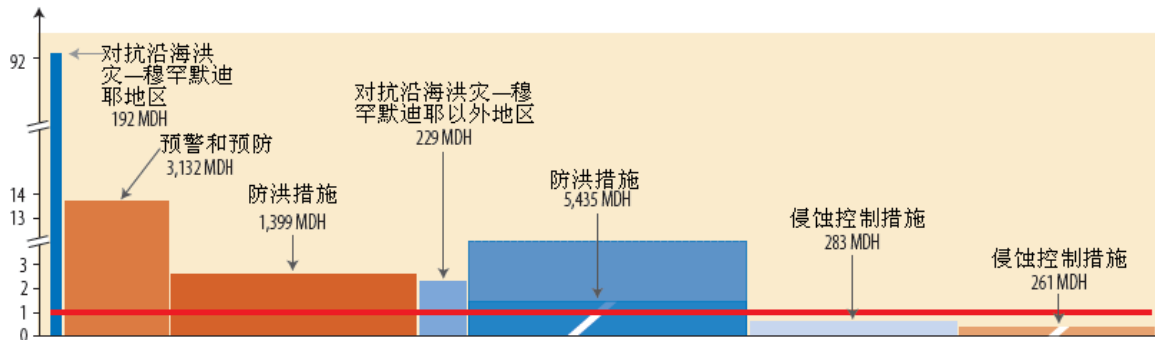 92
14
13
3
2
1
0
对抗沿海洪
灾—穆罕默迪
耶地区
192 MDH
预警和预防
3,132 MDH
防洪措施
1,399 MDH
对抗沿海洪灾—穆
罕默迪耶以外地区
229 MDH
防洪措施
5,435 MDH
侵蚀控制措施
283 MDH
侵蚀控制措施
261 MDH